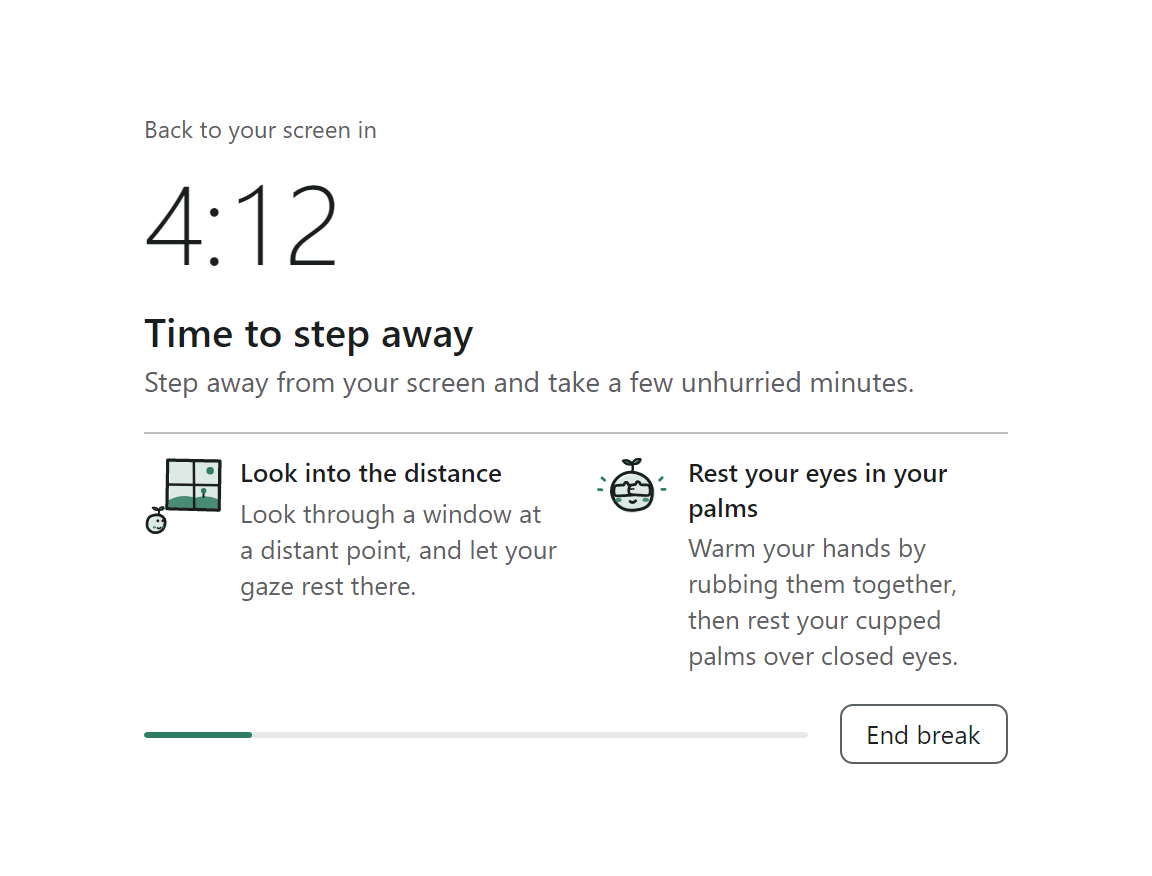 Back to your screen in
4:12
Time to step away
Step away from your screen and take a few unhurried minutes.
Look into the distance
Look through a window at
a distant point, and let your
gaze rest there.
Rest your eyes in your
palms
Warm your hands by
rubbing them together,
then rest your cupped
palms over closed eyes.
End break